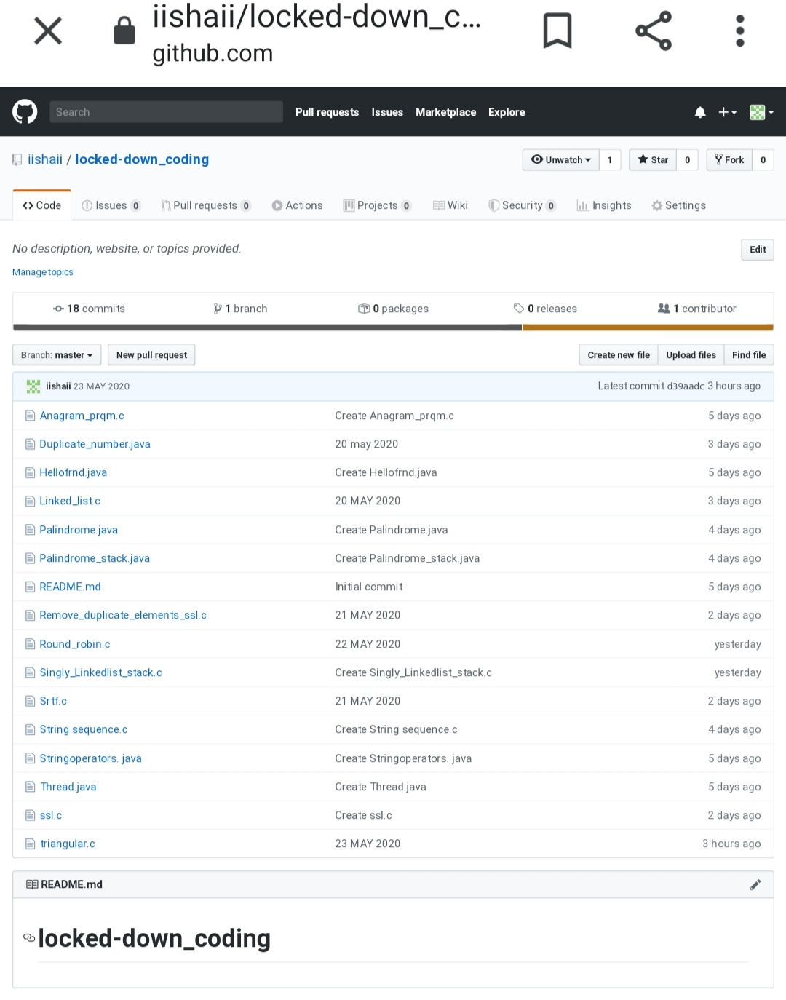 iishaii/locked-down_c...
github.com
Search Pull requests Issues Marketplace Explore
iishaii / locked-down_coding Unwatch 1 Star 0 Fork 0
Code Issues 0 Pull requests 0 Actions Projects 0 Wiki Security 0 Insights Settings
No description, website, or topics provided. Edit
Manage topics
18 commits 1 branch 0 packages 0 releases 1 contributor
Branch: master New pull request Create new file Upload files Find file
iishaii 23 MAY 2020 Latest commit d39aadc 3 hours ago
Anagram_prqm.c Create Anagram_prqm.c 5 days ago
Duplicate_number.java 20 may 2020 3 days ago
Hellofrnd.java Create Hellofrnd.java 5 days ago
Linked_list.c 20 MAY 2020 3 days ago
Palindrome.java Create Palindrome.java 4 days ago
Palindrome_stack.java Create Palindrome_stack.java 4 days ago
README.md Initial commit 5 days ago
Remove_duplicate_elements_ssl.c 21 MAY 2020 2 days ago
Round_robin.c 22 MAY 2020 yesterday
Singly_Linkedlist_stack.c Create Singly_Linkedlist_stack.c yesterday
Srtf.c 21 MAY 2020 2 days ago
String sequence.c Create String sequence.c 4 days ago
Stringoperators. java Create Stringoperators. java 5 days ago
Thread.java Create Thread.java 5 days ago
ssl.c Create ssl.c 2 days ago
triangular.c 23 MAY 2020 3 hours ago
README.md
locked-down_coding